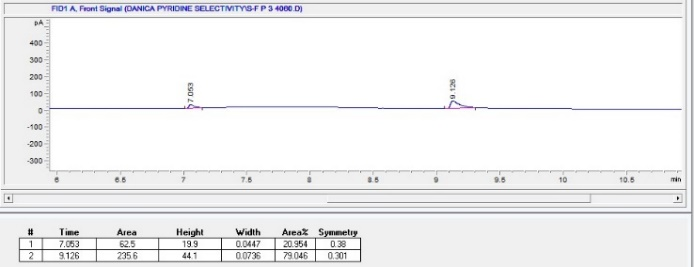 FID1 A, Front Signal (DANICA PYRIDINE SELECTIVITY\S-F P 3 4060.D)
pA
400
300
200
100
0
-100
-200
-300
7.053
9.126
6 6.5 7 7.5 8 8.5 9 9.5 10 10.5 min
# Time Area Height Width Area% Symmetry
1 7.053 62.5 19.9 0.0447 20.954 0.38
2 9.126 235.6 44.1 0.0736 79.046 0.301